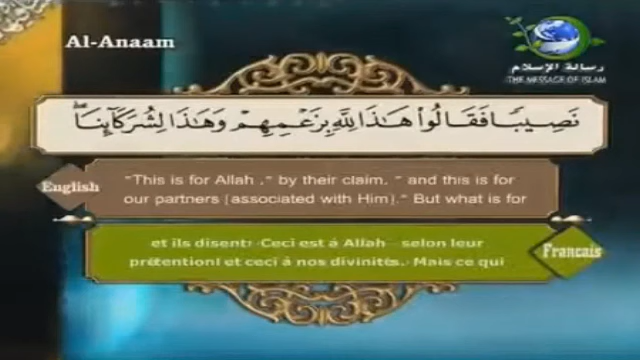 Al-Anaam
رسالة الإسلام
THE MESSAGE OF ISLAM
نَصِيبًا فَقَالُوا۟ هَـٰذَا لِلَّهِ بِزَعْمِهِمْ وَهَـٰذَا لِشُرَكَآئِنَا ۖ
English
"This is for Allah ," by their claim, " and this is for
our partners [associated with Him]." But what is for
et ils disent: «Ceci est á Allah - selon leur
prétention! et ceci à nos divinités.» Mais ce qui
Francais